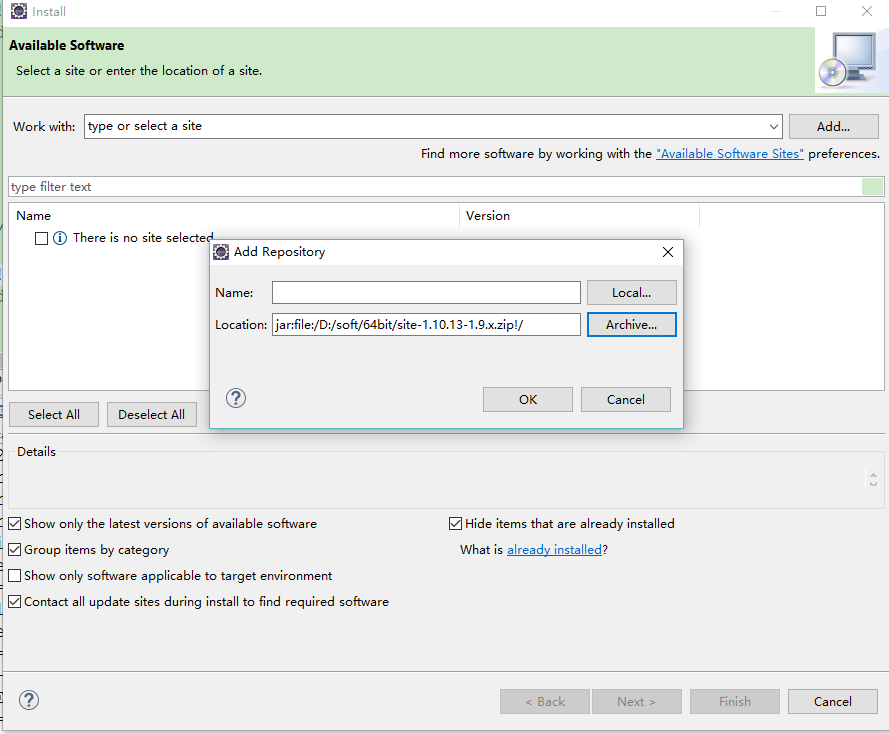 Install
Available Software
Select a site or enter the location of a site.
Work with: type or select a site Add...
Find more software by working with the "Available Software Sites" preferences.
type filter text
Name Version
There is no site selected.
Add Repository
Name: Local...
Location: jar:file:/D:/soft/64bit/site-1.10.13-1.9.x.zip!/ Archive...
? OK Cancel
Select All Deselect All
Details
Show only the latest versions of available software Hide items that are already installed
Group items by category What is already installed?
Show only software applicable to target environment
Contact all update sites during install to find required software
? < Back Next > Finish Cancel